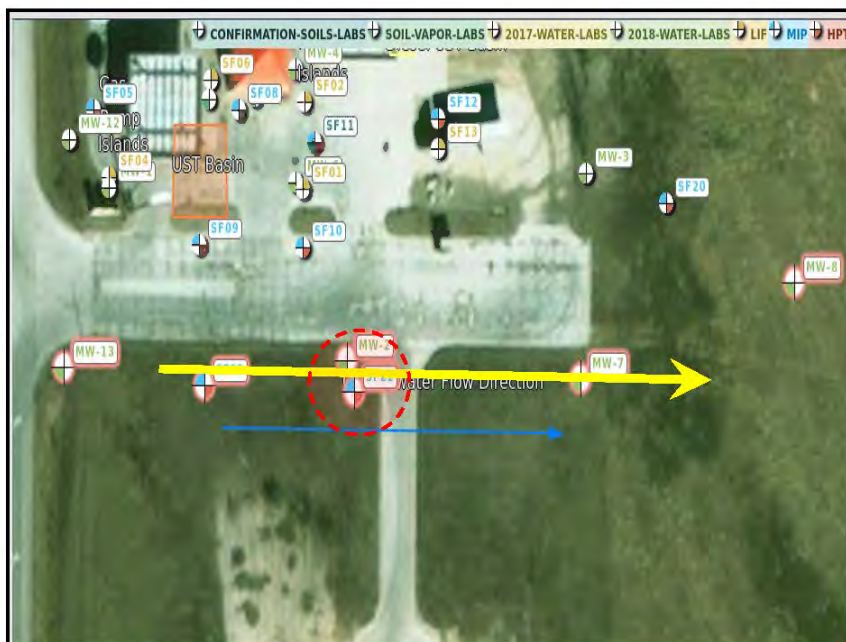 CONFIRMATION-SOILS-LABS SOIL-VAPOR-LABS 2017-WATER-LABS 2018-WATER-LABS LIF MIP HPT
MW-4
SF06
Islands
SF05
SF08
SF02
SF12
Islands
MW-12
SF11
SF13
SF04
UST Basin
MW-3
SF01
SF20
SF09
SF10
MW-8
MW-13
MW-2
MW-7
Water Flow Direction